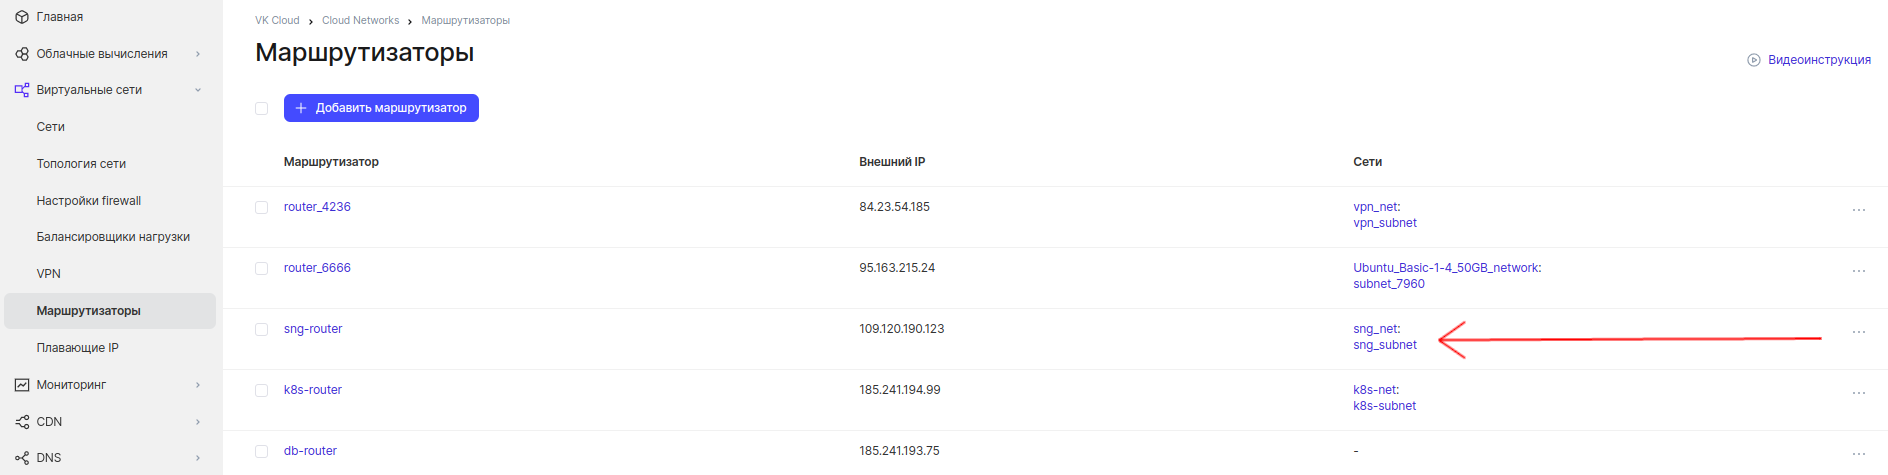 Главная
Облачные вычисления
Виртуальные сети
Сети
Топология сети
Настройки firewall
Балансировщики нагрузки
VPN
Маршрутизаторы
Плавающие IP
Мониторинг
CDN
DNS
VK Cloud > Cloud Networks > Маршрутизаторы
Маршрутизаторы
Видеоинструкция
+ Добавить маршрутизатор
Маршрутизатор Внешний IP Сети
router_4236 84.23.54.185 vpn_net:
vpn_subnet
router_6666 95.163.215.24 Ubuntu_Basic-1-4_50GB_network:
subnet_7960
sng-router 109.120.190.123 sng_net:
sng_subnet
k8s-router 185.241.194.99 k8s-net:
k8s-subnet
db-router 185.241.193.75 -